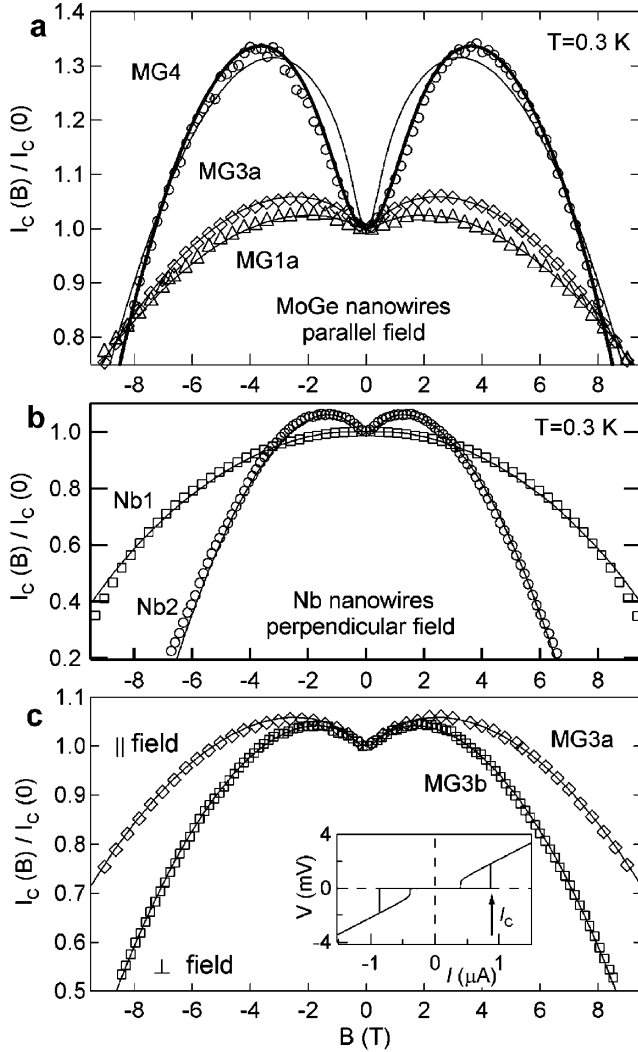 a
T=0.3 K
MG4
MG3a
MG1a
MoGe nanowires
parallel field
I_C (B) / I_C (0)
1.4
1.3
1.2
1.1
1.0
0.9
0.8
-8 -6 -4 -2 0 2 4 6 8
b
T=0.3 K
Nb1
Nb2
Nb nanowires
perpendicular field
I_C (B) / I_C (0)
1.0
0.8
0.6
0.4
0.2
-8 -6 -4 -2 0 2 4 6 8
c
|| field
MG3a
MG3b
⊥ field
I_C (B) / I_C (0)
1.1
1.0
0.9
0.8
0.7
0.6
0.5
V (mV)
4
0
-4
I_C
-1 0 1
I (μA)
-8 -6 -4 -2 0 2 4 6 8
B (T)